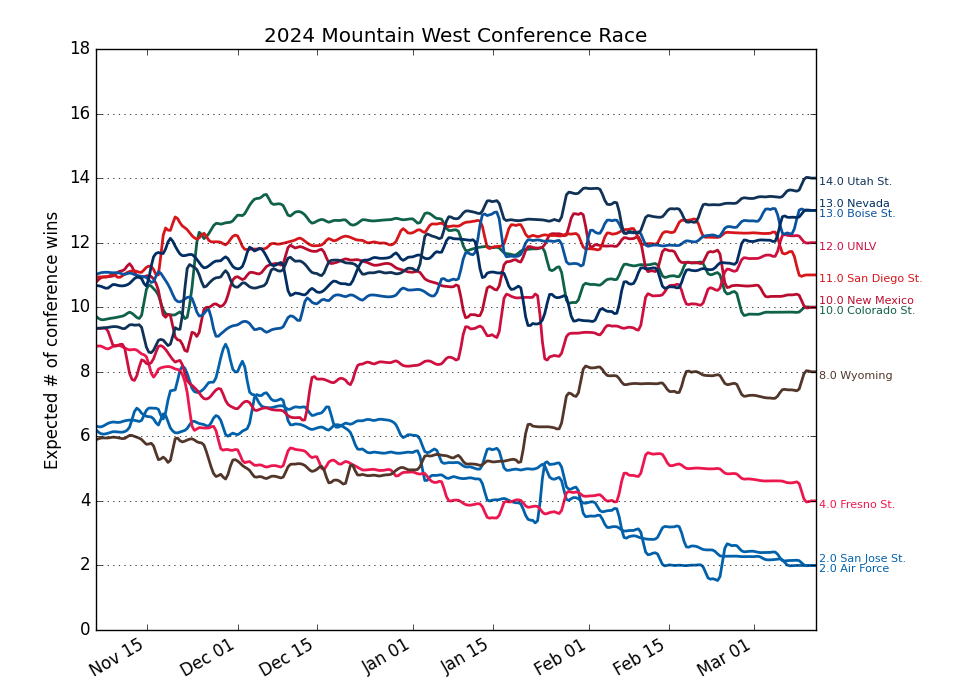 2024 Mountain West Conference Race
Expected # of conference wins
18
16
14
12
10
8
6
4
2
0
14.0 Utah St.
13.0 Nevada
13.0 Boise St.
12.0 UNLV
11.0 San Diego St.
10.0 New Mexico
10.0 Colorado St.
8.0 Wyoming
4.0 Fresno St.
2.0 San Jose St.
2.0 Air Force
Nov 15
Dec 01
Dec 15
Jan 01
Jan 15
Feb 01
Feb 15
Mar 01